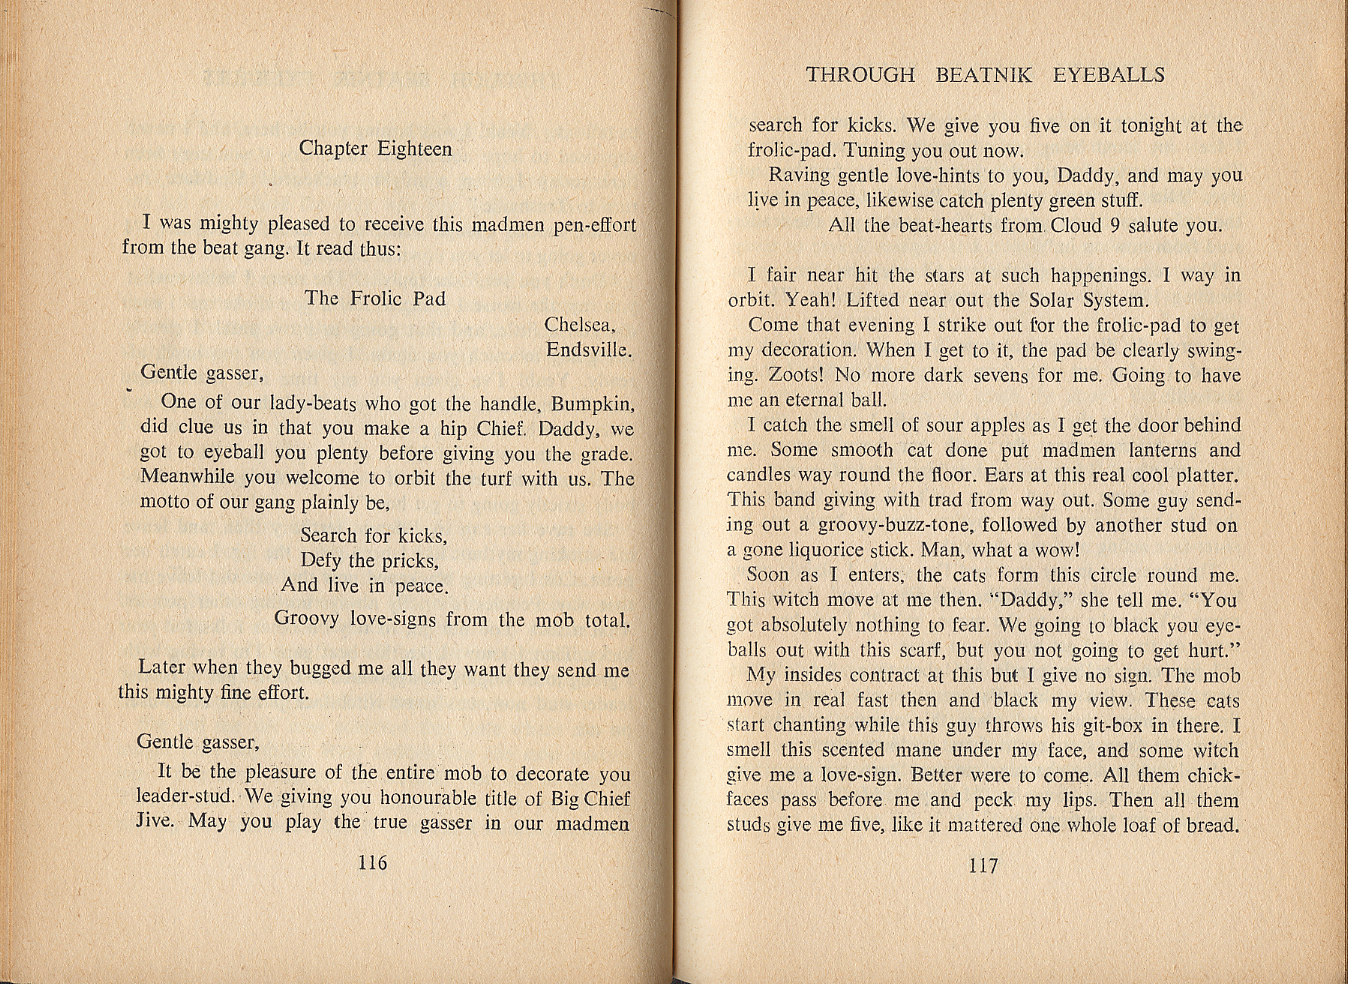 Chapter Eighteen
I was mighty pleased to receive this madmen pen-effort
from the beat gang. It read thus:
The Frolic Pad
Chelsea,
Endsville.
Gentle gasser,
One of our lady-beats who got the handle, Bumpkin,
did clue us in that you make a hip Chief. Daddy, we
got to eyeball you plenty before giving you the grade.
Meanwhile you welcome to orbit the turf with us. The
motto of our gang plainly be,
Search for kicks,
Defy the pricks,
And live in peace.
Groovy love-signs from the mob total.
Later when they bugged me all they want they send me
this mighty fine effort.
Gentle gasser,
It be the pleasure of the entire mob to decorate you
leader-stud. We giving you honourable title of Big Chief
Jive. May you play the true gasser in our madmen
116
THROUGH BEATNIK EYEBALLS
search for kicks. We give you five on it tonight at the
frolic-pad. Tuning you out now.
Raving gentle love-hints to you, Daddy, and may you
live in peace, likewise catch plenty green stuff.
All the beat-hearts from Cloud 9 salute you.
I fair near hit the stars at such happenings. I way in
orbit. Yeah! Lifted near out the Solar System.
Come that evening I strike out for the frolic-pad to get
my decoration. When I get to it, the pad be clearly swing-
ing. Zoots! No more dark sevens for me. Going to have
me an eternal ball.
I catch the smell of sour apples as I get the door behind
me. Some smooth cat done put madmen lanterns and
candles way round the floor. Ears at this real cool platter.
This band giving with trad from way out. Some guy send-
ing out a groovy-buzz-tone, followed by another stud on
a gone liquorice stick. Man, what a wow!
Soon as I enters, the cats form this circle round me.
This witch move at me then. “Daddy,” she tell me. “You
got absolutely nothing to fear. We going to black you eye-
balls out with this scarf, but you not going to get hurt.”
My insides contract at this but I give no sign. The mob
move in real fast then and black my view. These cats
start chanting while this guy throws his git-box in there. I
smell this scented mane under my face, and some witch
give me a love-sign. Better were to come. All them chick-
faces pass before me and peck my lips. Then all them
studs give me five, like it mattered one whole loaf of bread.
117